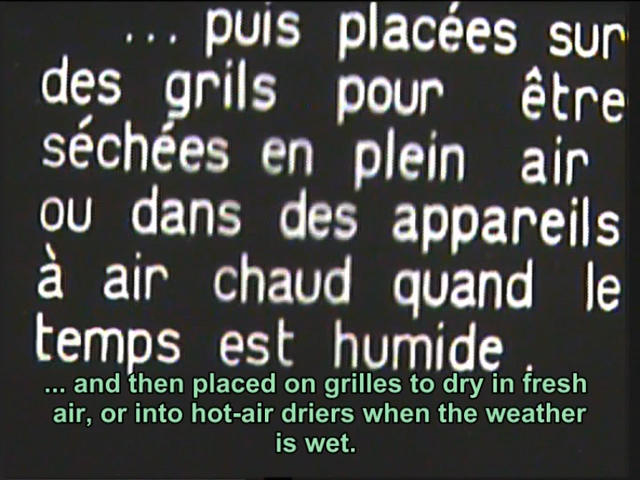 ... puis placées sur
des grils pour être
séchées en plein air
ou dans des appareils
à air chaud quand le
temps est humide.
... and then placed on grilles to dry in fresh
air, or into hot-air driers when the weather
is wet.